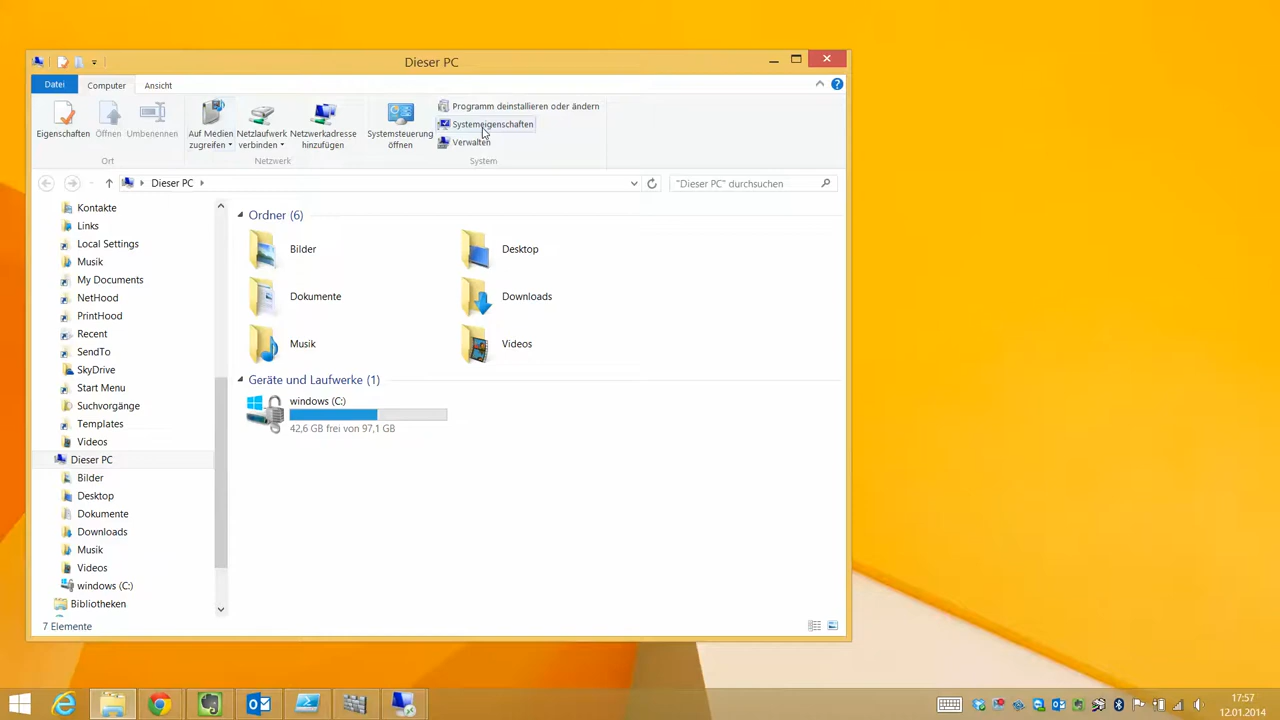 Dieser PC
Datei
Computer
Ansicht
Eigenschaften
Öffnen
Umbenennen
Ort
Auf Medien
zugreifen
Netzlaufwerk
verbinden
Netzwerkadresse
hinzufügen
Netzwerk
Systemsteuerung
öffnen
Programm deinstallieren oder ändern
Systemeigenschaften
Verwalten
System
Dieser PC
"Dieser PC" durchsuchen
Kontakte
Links
Local Settings
Musik
My Documents
NetHood
PrintHood
Recent
SendTo
SkyDrive
Start Menu
Suchvorgänge
Templates
Videos
Dieser PC
Bilder
Desktop
Dokumente
Downloads
Musik
Videos
windows (C:)
Bibliotheken
Ordner (6)
Bilder
Desktop
Dokumente
Downloads
Musik
Videos
Geräte und Laufwerke (1)
windows (C:)
42,6 GB frei von 97,1 GB
7 Elemente
17:57
12.01.2014